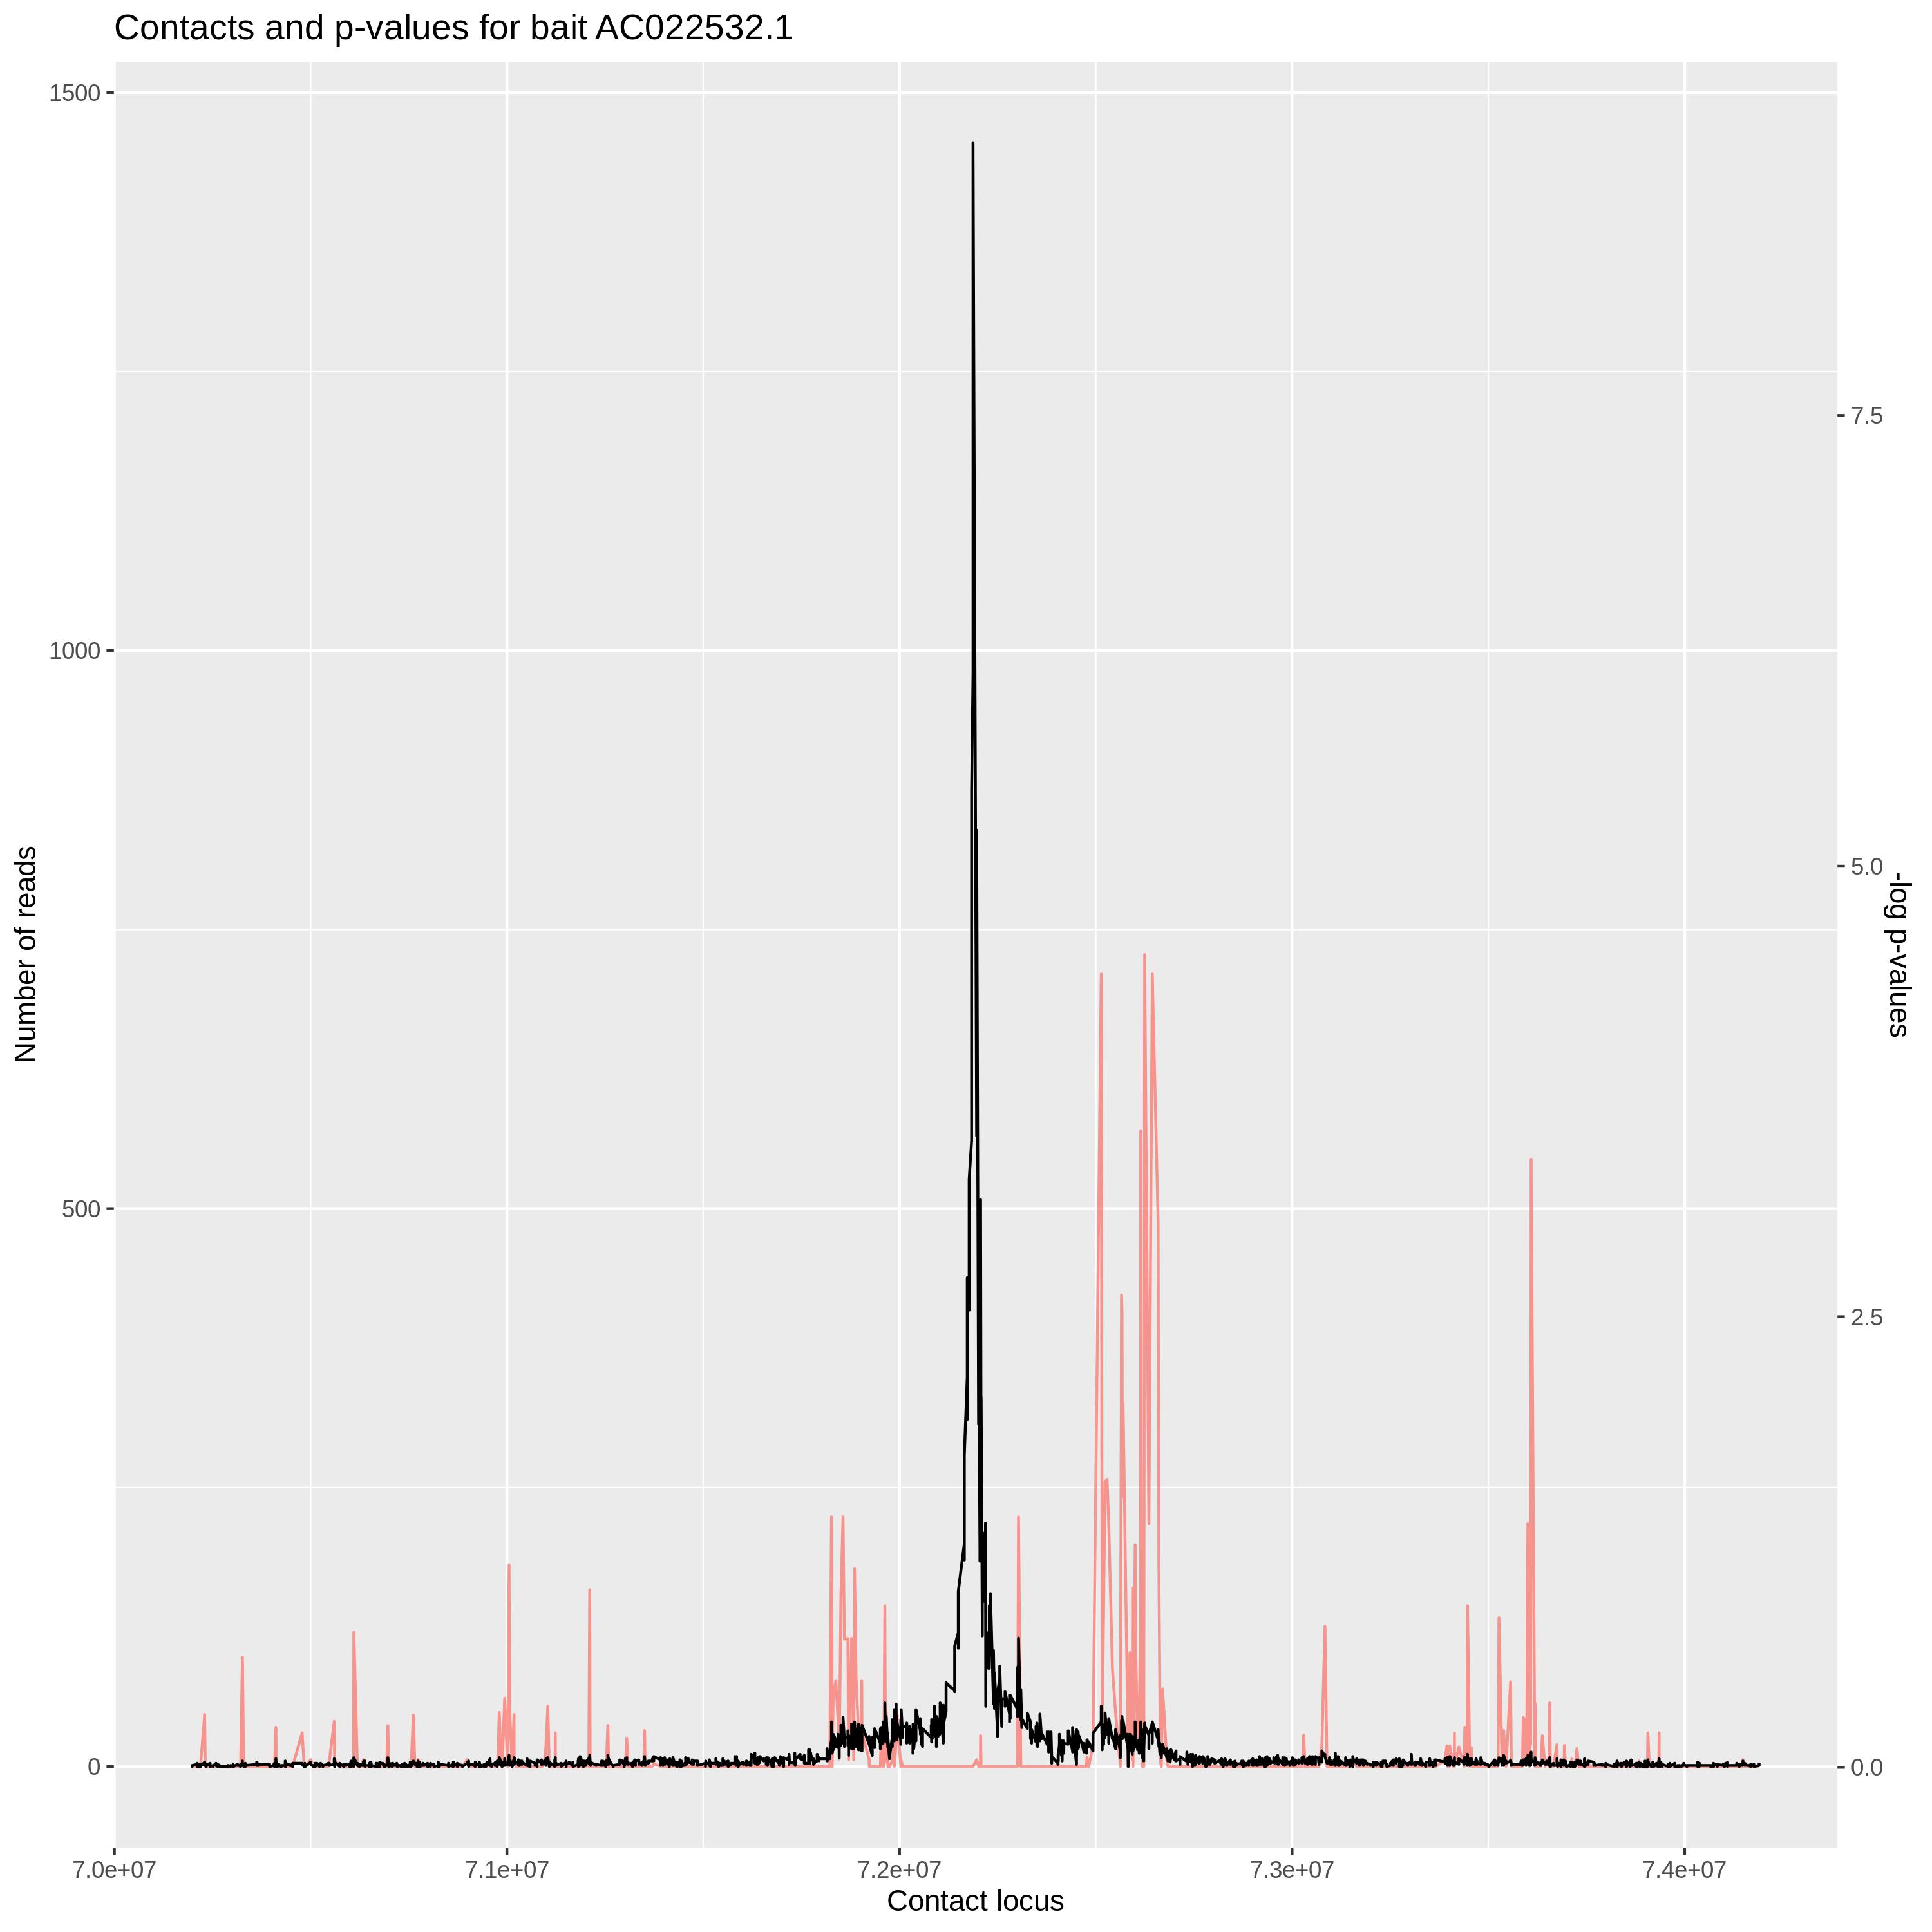 Contacts and p-values for bait AC022532.1
1500
1000
500
0
Number of reads
7.5
5.0
2.5
0.0
-log p-values
7.0e+07 7.1e+07 7.2e+07 7.3e+07 7.4e+07
Contact locus